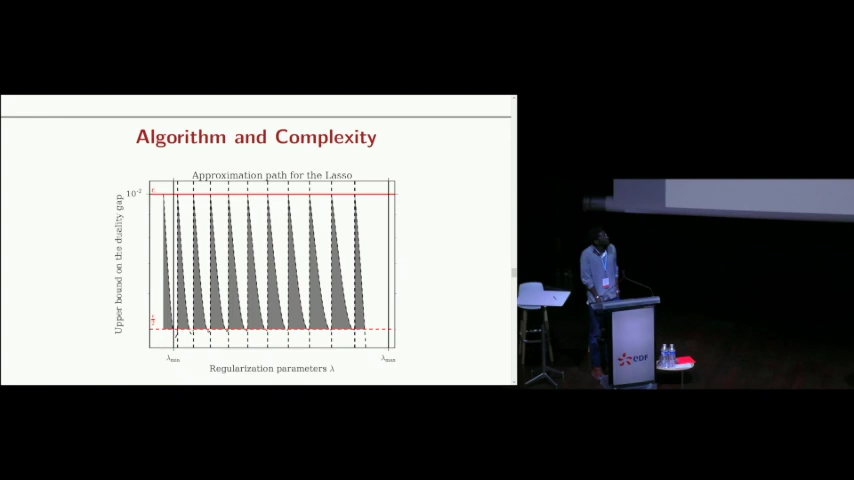 Algorithm and Complexity
Approximation path for the Lasso
Upper bound on the duality gap
10⁻²
ϵ
λmin
λmax
Regularization parameters λ
eDF